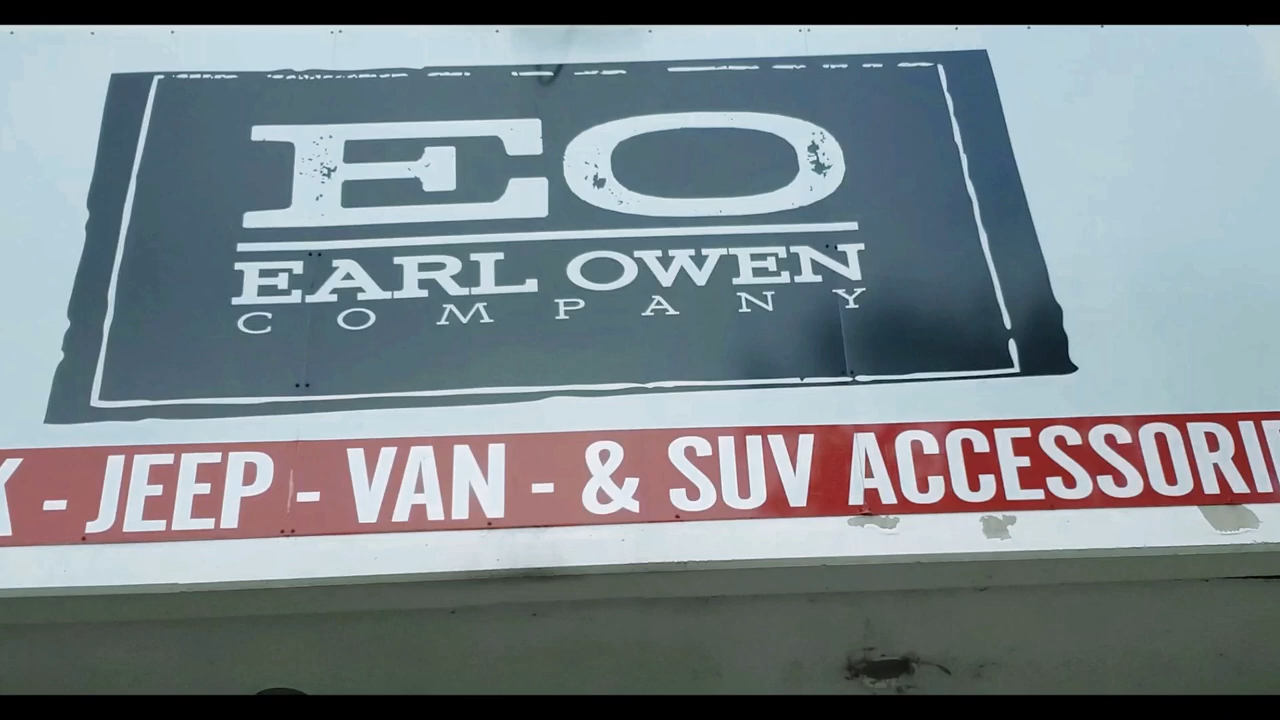 EO
EARL OWEN
COMPANY
- JEEP - VAN - & SUV